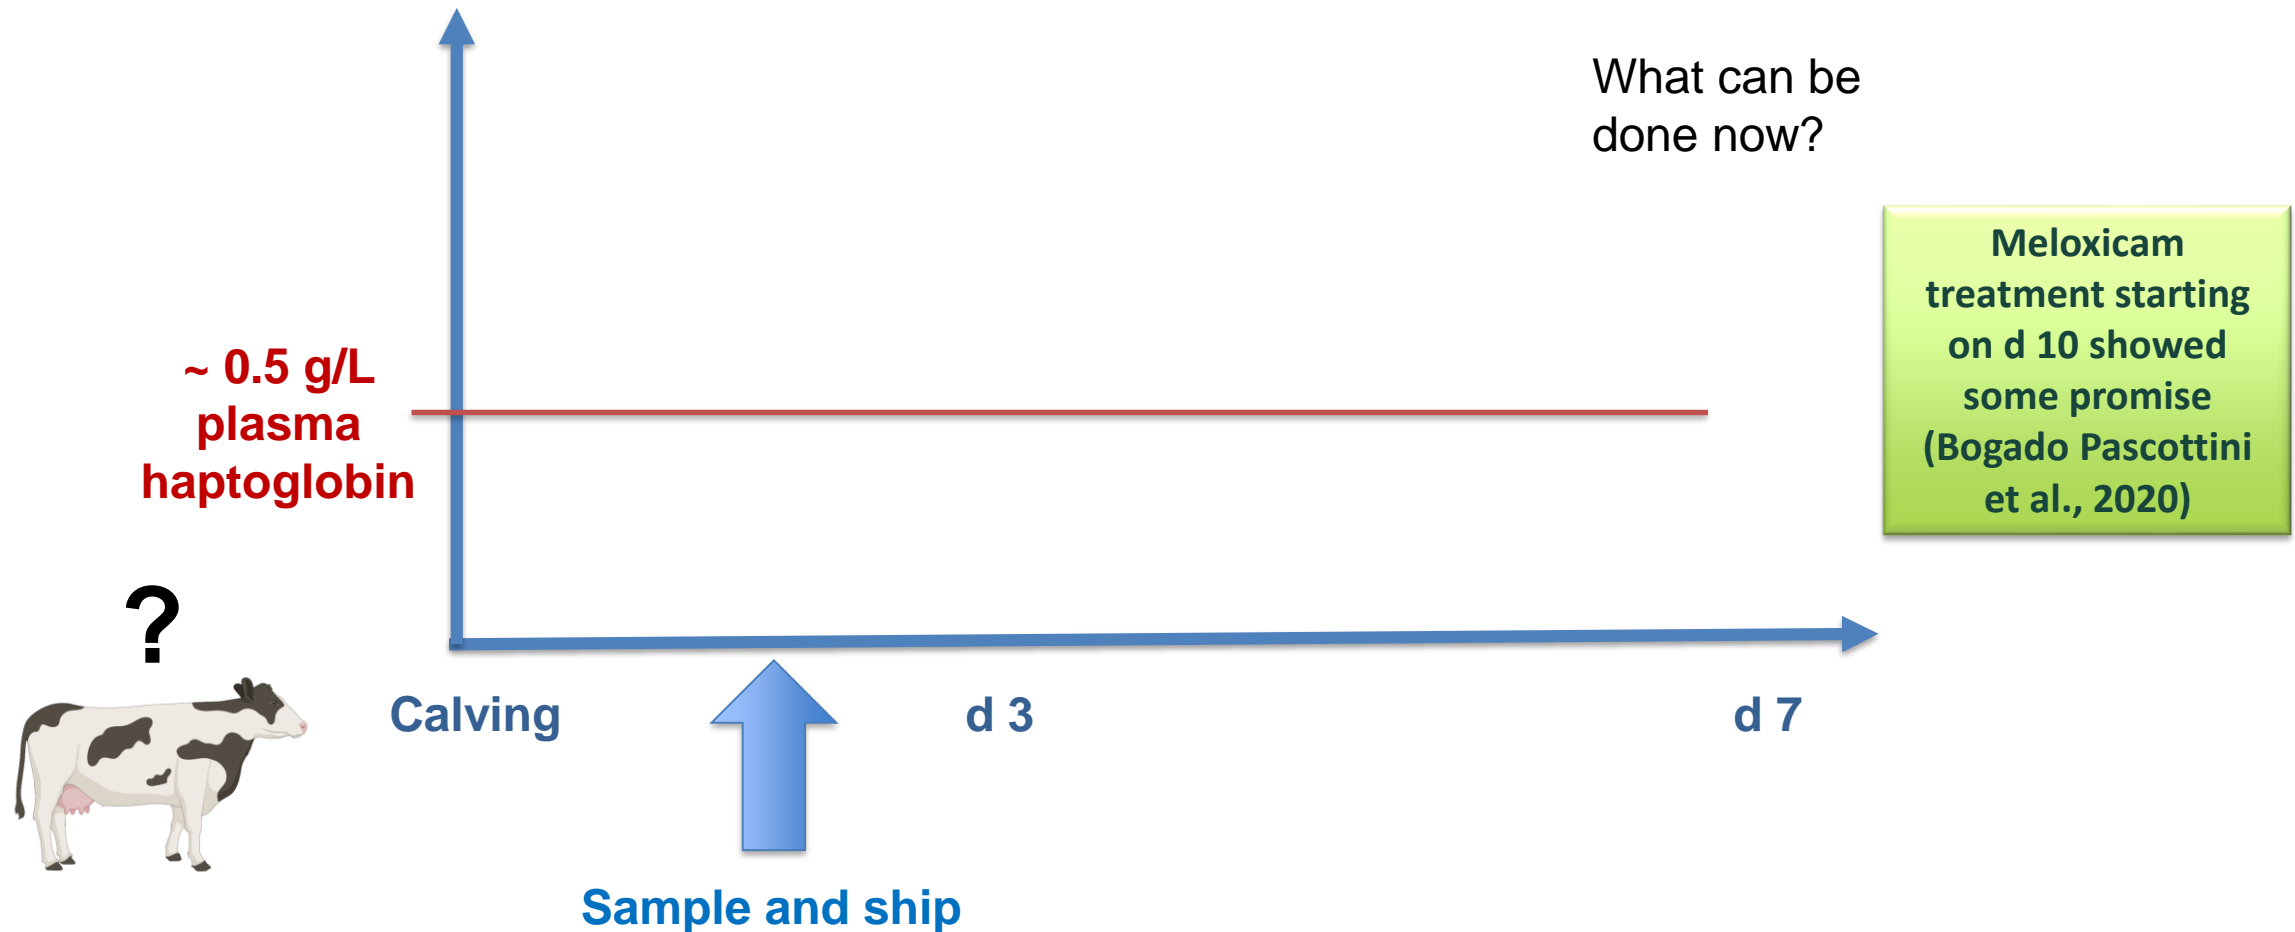 What can be
done now?
Meloxicam
treatment starting
on d 10 showed
some promise
(Bogado Pascottini
et al., 2020)
~ 0.5 g/L
plasma
haptoglobin
?
Calving
d 3
d 7
Sample and ship